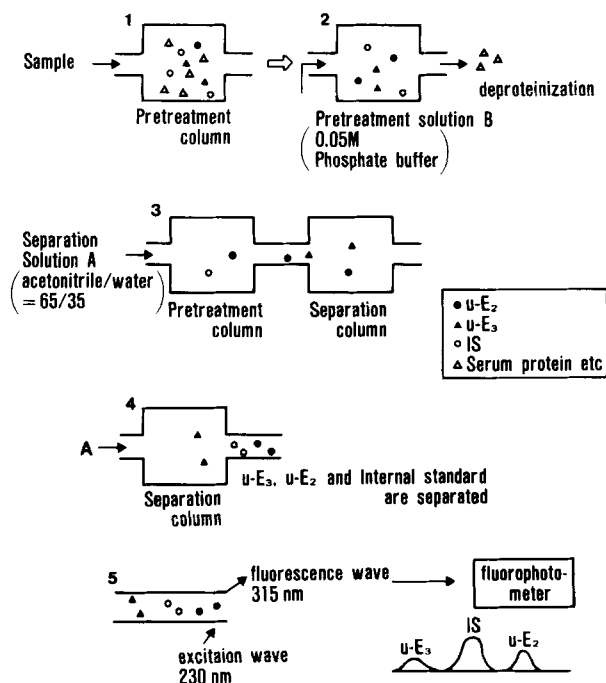 1
Sample
Pretreatment
column
2
deproteinization
Pretreatment solution B
0.05M
Phosphate buffer
3
Separation
Solution A
acetonitrile/water
= 65/35
Pretreatment
column
Separation
column
● u-E₂
▲ u-E₃
○ IS
△ Serum protein etc
4
A
Separation
column
u-E₃, u-E₂ and Internal standard
are separated
5
fluorescence wave
315 nm
fluorophoto-
meter
excitaion wave
230 nm
u-E₃
IS
u-E₂